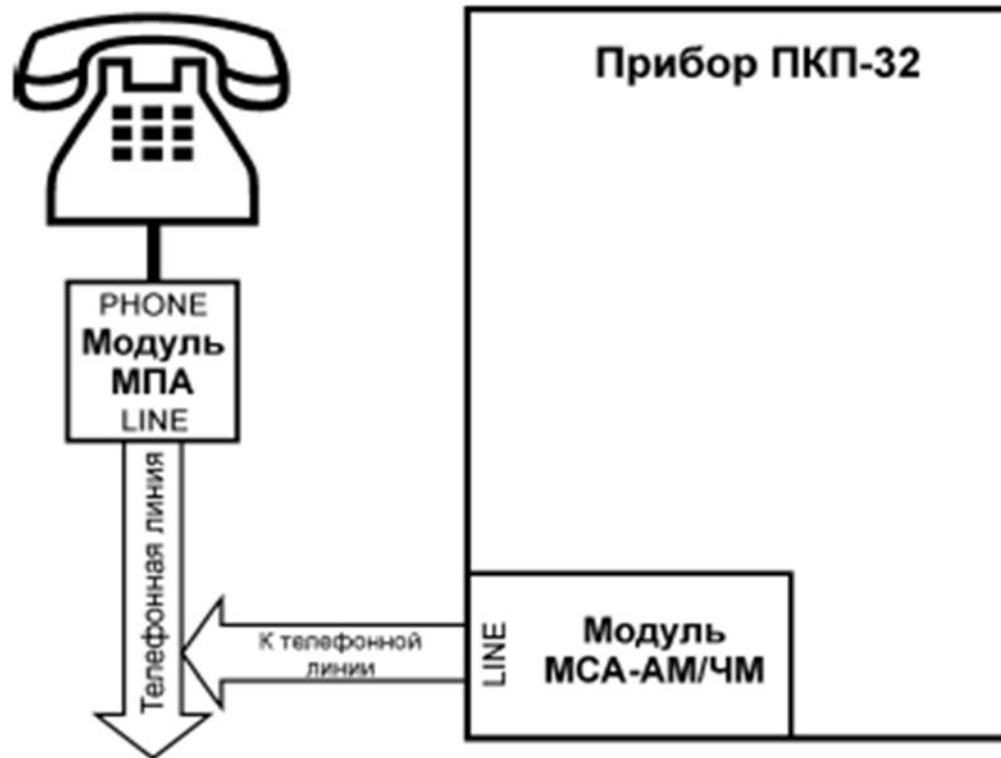 Прибор ПКП-32
PHONE
Модуль
МПА
LINE
Телефонная линия
К телефонной
линии
LINE
Модуль
МСА-АМ/ЧМ